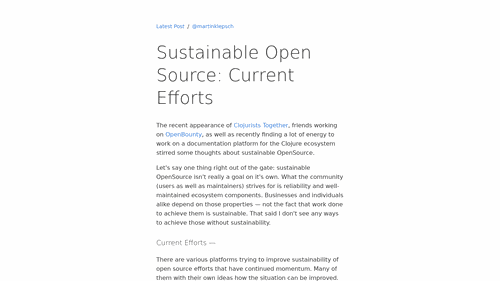 Latest Post / @martinklepsch
Sustainable Open
Source: Current
Efforts
The recent appearance of Clojurists Together, friends working
on OpenBounty, as well as recently finding a lot of energy to
work on a documentation platform for the Clojure ecosystem
stirred some thoughts about sustainable OpenSource.
Let's say one thing right out of the gate: sustainable
OpenSource isn't really a goal on it's own. What the community
(users as well as maintainers) strives for is reliability and well-
maintained ecosystem components. Businesses and individuals
alike depend on those properties — not the fact that work done
to achieve them is sustainable. That said I don't see any ways
to achieve those without sustainability.
Current Efforts —
There are various platforms trying to improve sustainability of
open source efforts that have continued momentum. Many of
them with their own ideas how the situation can be improved.